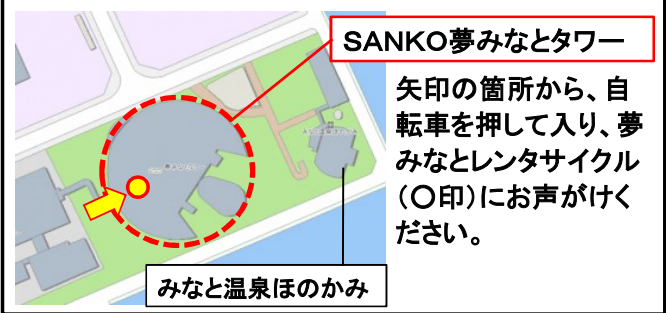 SANKO夢みなとタワー
矢印の箇所から、自
転車を押して入り、夢
みなとレンタサイクル
(〇印)にお声がけく
ださい。
みなと温泉ほのかみ